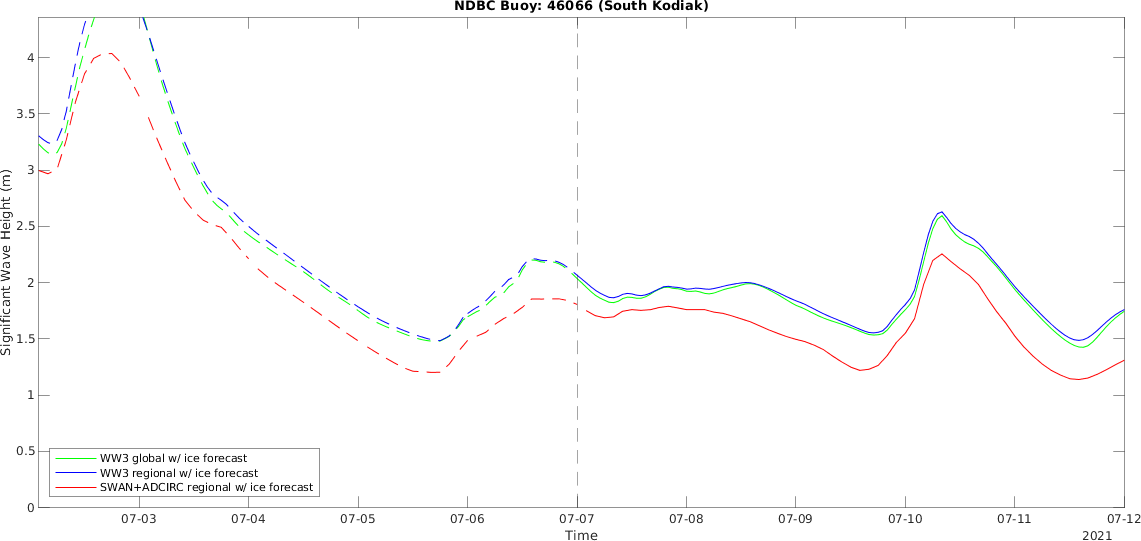 NDBC Buoy: 46066 (South Kodiak)
Significant Wave Height (m)
4
3.5
3
2.5
2
1.5
1
0.5
0
WW3 global w/ ice forecast
WW3 regional w/ ice forecast
SWAN+ADCIRC regional w/ ice forecast
07-03 07-04 07-05 07-06 07-07 07-08 07-09 07-10 07-11 07-12
Time
2021